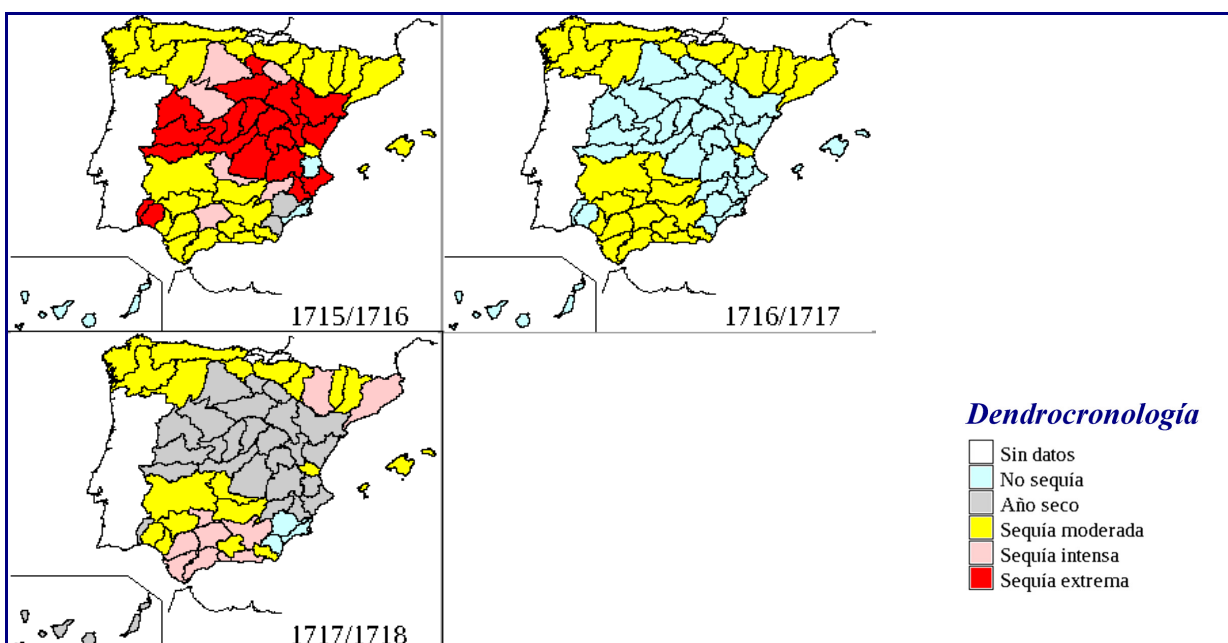 1715/1716
1716/1717
1717/1718
Dendrocronología
Sin datos
No sequía
Año seco
Sequía moderada
Sequía intensa
Sequía extrema